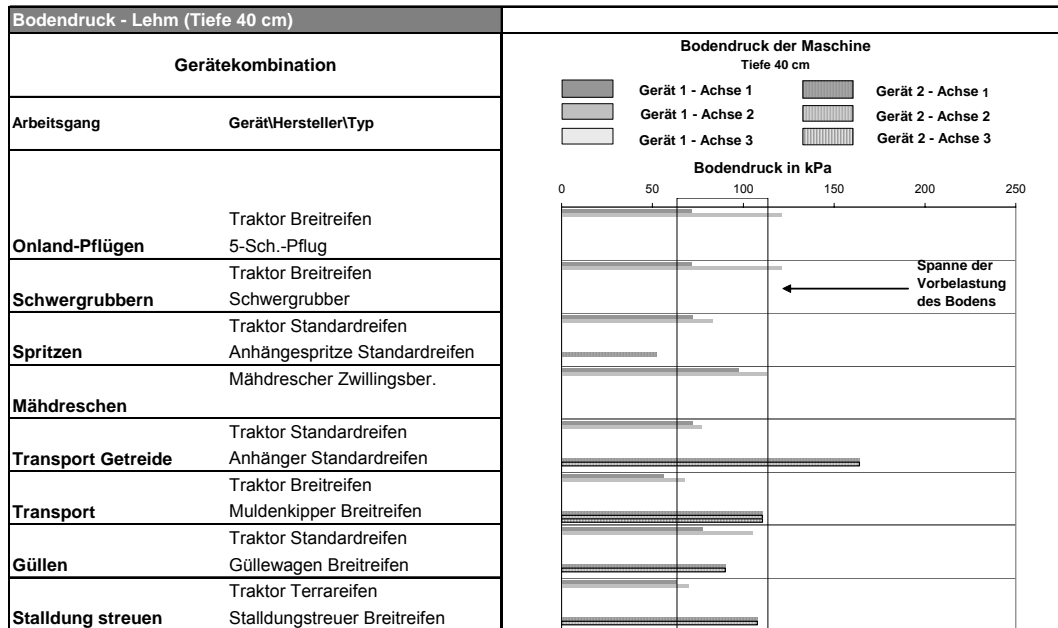 Bodendruck - Lehm (Tiefe 40 cm)
Gerätekombination
Arbeitsgang Gerät\Hersteller\Typ
Traktor Breitreifen
Onland-Pflügen 5-Sch.-Pflug
Traktor Breitreifen
Schwergrubbern Schwergrubber
Traktor Standardreifen
Spritzen Anhängespritze Standardreifen
Mähdrescher Zwillingsber.
Mähdreschen
Traktor Standardreifen
Transport Getreide Anhänger Standardreifen
Traktor Breitreifen
Transport Muldenkipper Breitreifen
Traktor Standardreifen
Güllen Güllewagen Breitreifen
Traktor Terrareifen
Stalldung streuen Stalldungstreuer Breitreifen
Bodendruck der Maschine
Tiefe 40 cm
Gerät 1 - Achse 1 Gerät 2 - Achse 1
Gerät 1 - Achse 2 Gerät 2 - Achse 2
Gerät 1 - Achse 3 Gerät 2 - Achse 3
Bodendruck in kPa
0 50 100 150 200 250
Spanne der
Vorbelastung
des Bodens